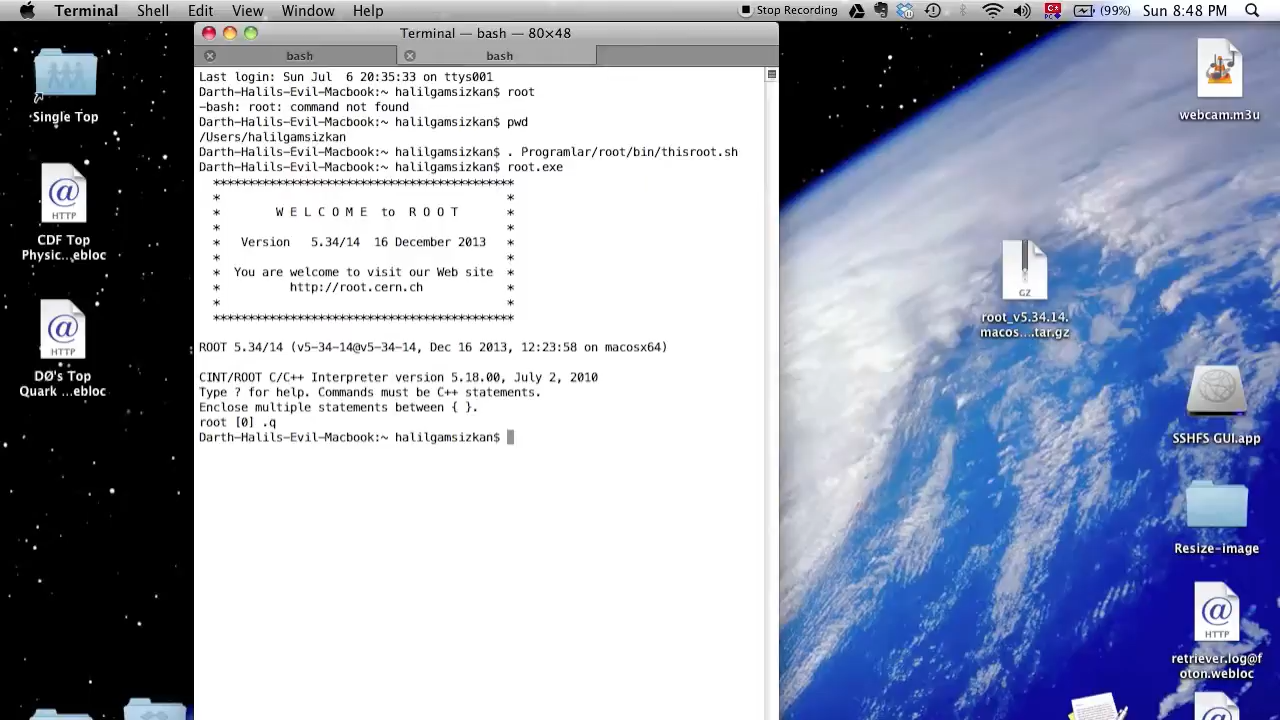 Terminal Shell Edit View Window Help Stop Recording (99%) Sun 8:48 PM
Terminal — bash — 80×48
bash bash
Last login: Sun Jul  6 20:35:33 on ttys001
Darth-Halils-Evil-Macbook:~ halilgamsizkan$ root
-bash: root: command not found
Darth-Halils-Evil-Macbook:~ halilgamsizkan$ pwd
/Users/halilgamsizkan
Darth-Halils-Evil-Macbook:~ halilgamsizkan$ . Programlar/root/bin/thisroot.sh
Darth-Halils-Evil-Macbook:~ halilgamsizkan$ root.exe
  *******************************************
  *                                         *
  *        W E L C O M E  to  R O O T       *
  *                                         *
  *   Version   5.34/14  16 December 2013   *
  *                                         *
  *  You are welcome to visit our Web site  *
  *          http://root.cern.ch            *
  *                                         *
  *******************************************
ROOT 5.34/14 (v5-34-14@v5-34-14, Dec 16 2013, 12:23:58 on macosx64)
CINT/ROOT C/C++ Interpreter version 5.18.00, July 2, 2010
Type ? for help. Commands must be C++ statements.
Enclose multiple statements between { }.
root [0] .q
Darth-Halils-Evil-Macbook:~ halilgamsizkan$
Single Top
HTTP
CDF Top
Physic...ebloc
HTTP
DØ's Top
Quark ...ebloc
webcam.m3u
GZ
root_v5.34.14.
macos....tar.gz
SSHFS GUI.app
Resize-image
HTTP
retriever.log@f
oton.webloc